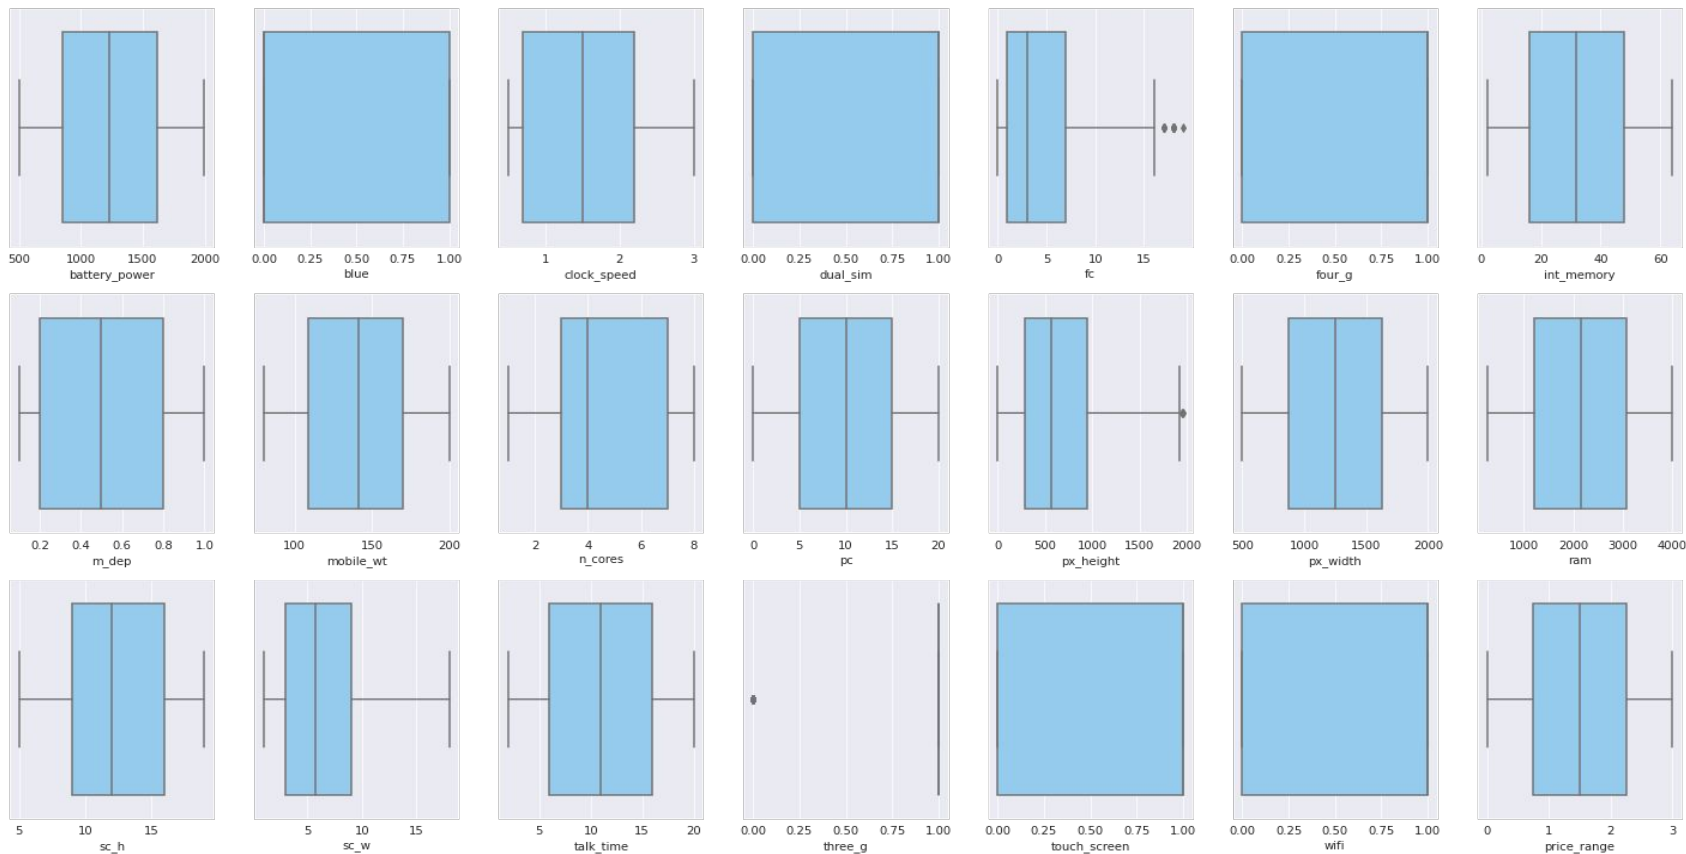 500 1000 1500 2000 0.00 0.25 0.50 0.75 1.00 1 2 3 0.00 0.25 0.50 0.75 1.00 0 5 10 15 0.00 0.25 0.50 0.75 1.00 0 20 40 60
battery_power blue clock_speed dual_sim fc four_g int_memory
0.2 0.4 0.6 0.8 1.0 100 150 200 2 4 6 8 0 5 10 15 20 0 500 1000 1500 2000 500 1000 1500 2000 1000 2000 3000 4000
m_dep mobile_wt n_cores pc px_height px_width ram
5 10 15 5 10 15 5 10 15 20 0.00 0.25 0.50 0.75 1.00 0.00 0.25 0.50 0.75 1.00 0.00 0.25 0.50 0.75 1.00 0 1 2 3
sc_h sc_w talk_time three_g touch_screen wifi price_range